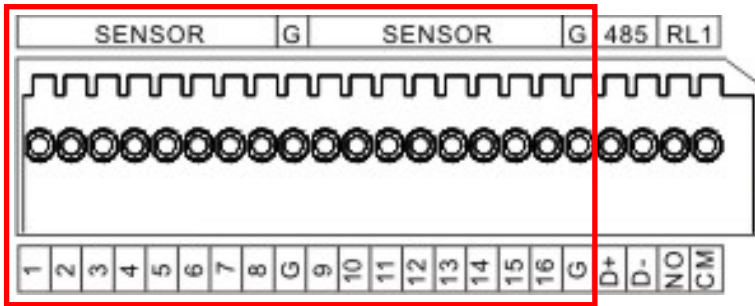 SENSOR G SENSOR G 485 RL1
1 2 3 4 5 6 7 8 G 9 10 11 12 13 14 15 16 G D+ D- NO CM